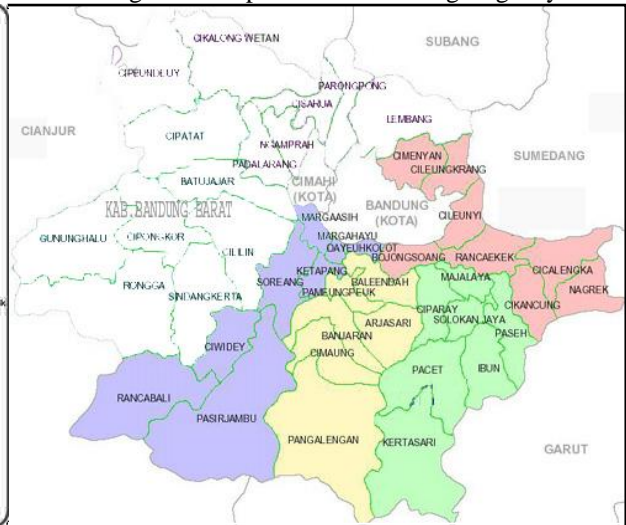 CIKALONG WETAN
SUBANG
CIPEUNDEUY
PARONGPONG
CISARUA
LEMBANG
CIANJUR
CIPATAT
NGAMPRAH
CIMENYAN
SUMEDANG
PADALARANG
CILEUNGKRANG
BATUJAJAR
CIMAHI
(KOTA)
BANDUNG
(KOTA)
KAB.BANDUNG BARAT
MARGAASIH
CILEUNYI
GUNUNGHALU
CIPONGKOR
MARGAHAYU
CILILIN
DAYEUHKOLOT
BOJONGSOANG
RANCAEKEK
KETAPANG
CICALENGKA
RONGGA
SOREANG
BALEENDAH
MAJALAYA
NAGREK
SINDANGKERTA
PAMEUNGPEUK
CIPARAY
CIKANCUNG
ARJASARI
SOLOKAN JAYA
PASEH
CIWIDEY
BANJARAN
CIMAUNG
PACET
IBUN
RANCABALI
PASIRJAMBU
PANGALENGAN
KERTASARI
GARUT